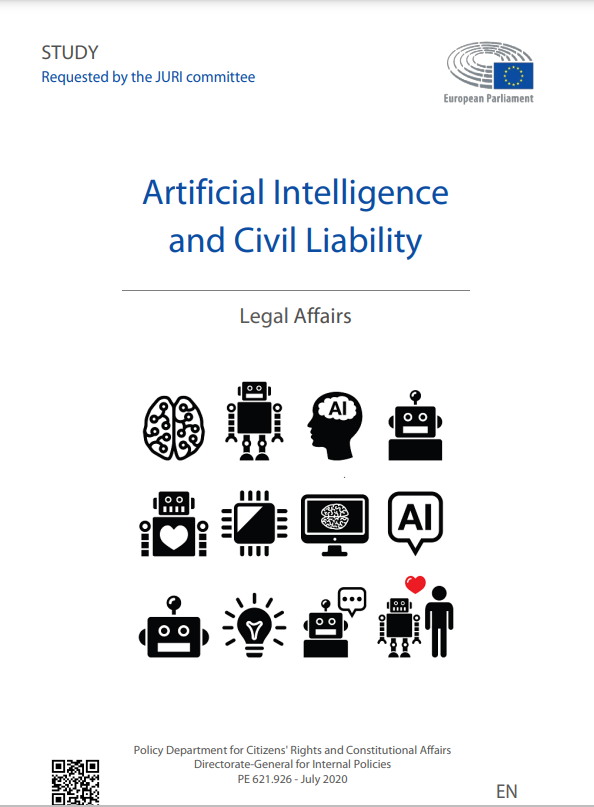 STUDY
Requested by the JURI committee
European Parliament
Artificial Intelligence
and Civil Liability
Legal Affairs
AI
AI
Policy Department for Citizens' Rights and Constitutional Affairs
Directorate-General for Internal Policies
PE 621.926 - July 2020
EN